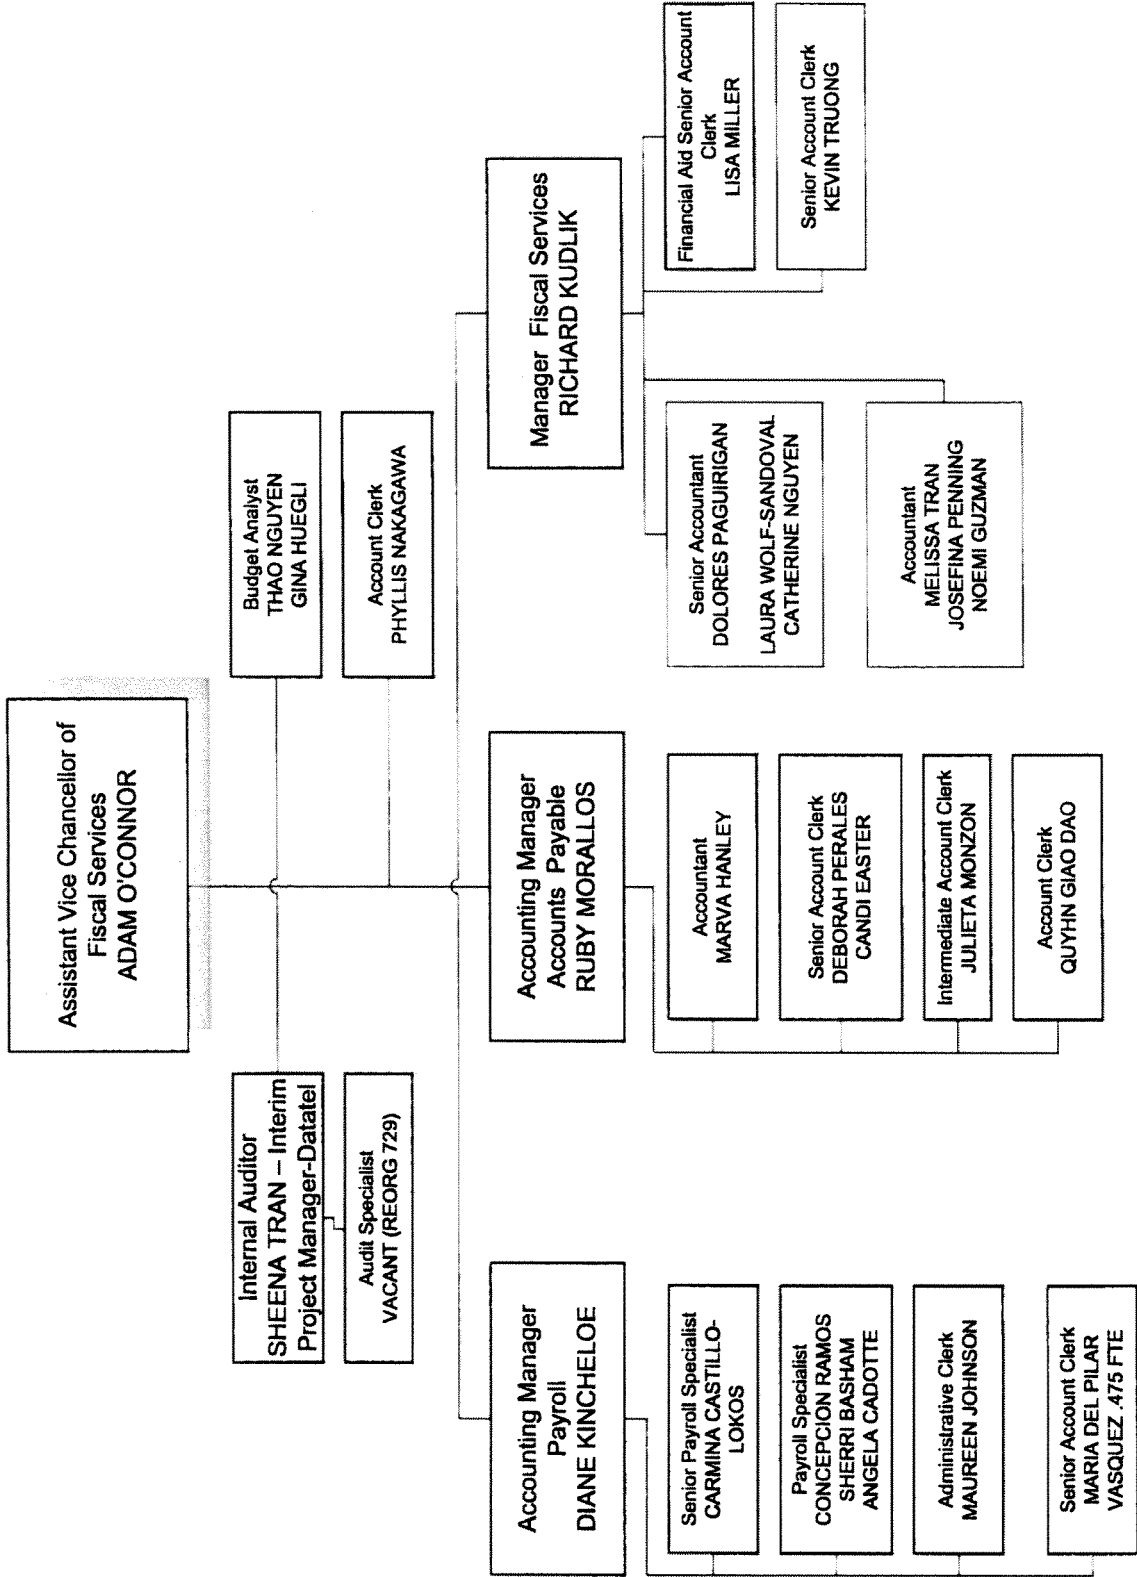 Assistant Vice Chancellor of
Fiscal Services
ADAM O'CONNOR
Internal Auditor
SHEENA TRAN – Interim
Project Manager-Datatel
Audit Specialist
VACANT (REORG 729)
Budget Analyst
THAO NGUYEN
GINA HUEGLI
Account Clerk
PHYLLIS NAKAGAWA
Accounting Manager
Payroll
DIANE KINCHELOE
Senior Payroll Specialist
CARMINA CASTILLO-
LOKOS
Payroll Specialist
CONCEPCION RAMOS
SHERRI BASHAM
ANGELA CADOTTE
Administrative Clerk
MAUREEN JOHNSON
Senior Account Clerk
MARIA DEL PILAR
VASQUEZ .475 FTE
Accounting Manager
Accounts Payable
RUBY MORALLOS
Accountant
MARVA HANLEY
Senior Account Clerk
DEBORAH PERALES
CANDI EASTER
Intermediate Account Clerk
JULIETA MONZON
Account Clerk
QUYHN GIAO DAO
Manager Fiscal Services
RICHARD KUDLIK
Senior Accountant
DOLORES PAGUIRIGAN
LAURA WOLF-SANDOVAL
CATHERINE NGUYEN
Accountant
MELISSA TRAN
JOSEFINA PENNING
NOEMI GUZMAN
Financial Aid Senior Account
Clerk
LISA MILLER
Senior Account Clerk
KEVIN TRUONG